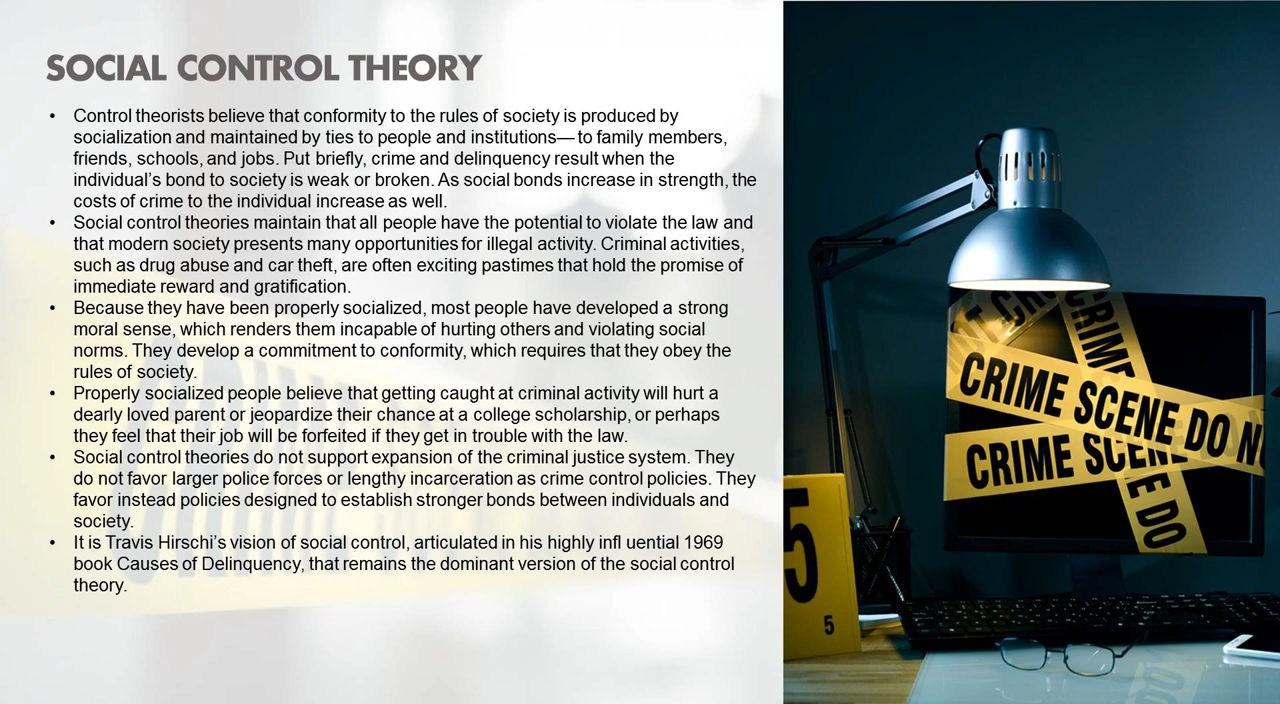 SOCIAL CONTROL THEORY
• Control theorists believe that conformity to the rules of society is produced by
socialization and maintained by ties to people and institutions— to family members,
friends, schools, and jobs. Put briefly, crime and delinquency result when the
individual’s bond to society is weak or broken. As social bonds increase in strength, the
costs of crime to the individual increase as well.
• Social control theories maintain that all people have the potential to violate the law and
that modern society presents many opportunities for illegal activity. Criminal activities,
such as drug abuse and car theft, are often exciting pastimes that hold the promise of
immediate reward and gratification.
• Because they have been properly socialized, most people have developed a strong
moral sense, which renders them incapable of hurting others and violating social
norms. They develop a commitment to conformity, which requires that they obey the
rules of society.
• Properly socialized people believe that getting caught at criminal activity will hurt a
dearly loved parent or jeopardize their chance at a college scholarship, or perhaps
they feel that their job will be forfeited if they get in trouble with the law.
• Social control theories do not support expansion of the criminal justice system. They
do not favor larger police forces or lengthy incarceration as crime control policies. They
favor instead policies designed to establish stronger bonds between individuals and
society.
• It is Travis Hirschi’s vision of social control, articulated in his highly infl uential 1969
book Causes of Delinquency, that remains the dominant version of the social control
theory.
CRIME
CRIME SCENE DO N
CRIME SCENE
DO
5
5